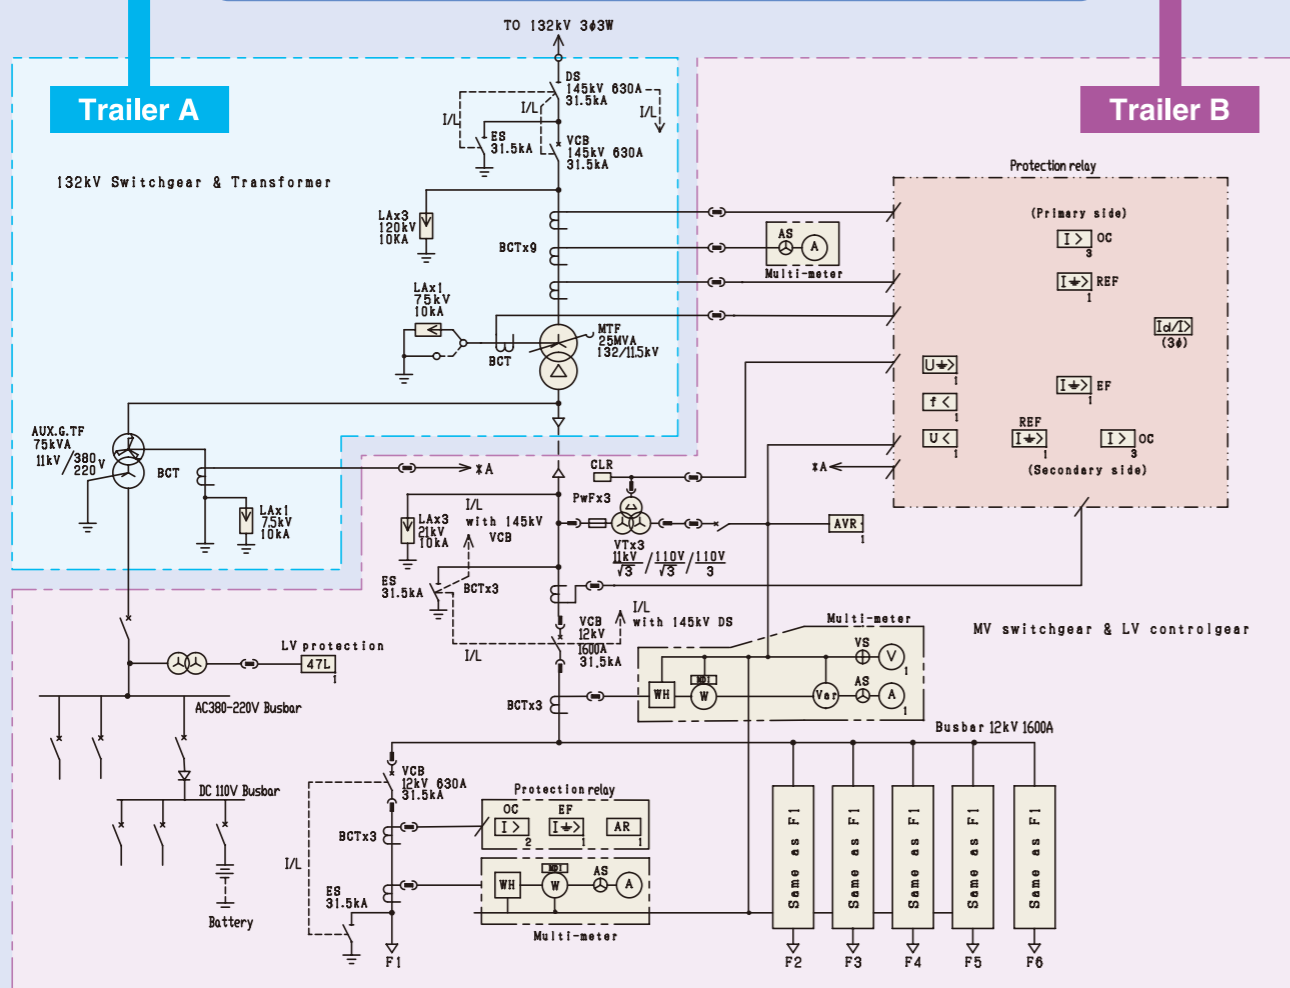 TO 132kV 3φ3W
Trailer A
Trailer B
DS
145kV 630A
31.5kA
I/L
I/L
I/L
ES
31.5kA
VCB
145kV 630A
31.5kA
132kV Switchgear & Transformer
Protection relay
LAx3
120kV
10KA
BCTx9
AS
A
Multi-meter
(Primary side)
I>
OC
3
I>
REF
1
LAx1
75kV
10kA
BCT
MTF
25MVA
132/11.5kV
Id/I>
(3φ)
U>
1
f<
1
U<
1
I>
EF
1
REF
I>
1
I>
OC
3
(Secondary side)
*A
AUX.G.TF
75kVA
11kV/380
220V
BCT
*A
LAx1
7.5kV
10kA
CLR
PwFx3
I/L
with 145kV
VCB
LAx3
21kV
10kA
VTx3
11kV/√3/110V/√3/110V/3
AVR
1
ES
31.5kA
BCTx3
I/L
with 145kV DS
VCB
12kV
1600A
31.5kA
I/L
Multi-meter
MV switchgear & LV controlgear
VS
V
1
WH
MDI
W
Var
AS
A
1
LV protection
47L
1
BCTx3
AC380-220V Busbar
Busbar 12kV 1600A
DC 110V Busbar
Battery
VCB
12kV 630A
31.5kA
Protection relay
OC
I>
2
EF
I>
1
AR
1
BCTx3
I/L
WH
MDI
W
AS
A
ES
31.5kA
Multi-meter
F1
Same as F1
Same as F1
Same as F1
Same as F1
Same as F1
F2
F3
F4
F5
F6